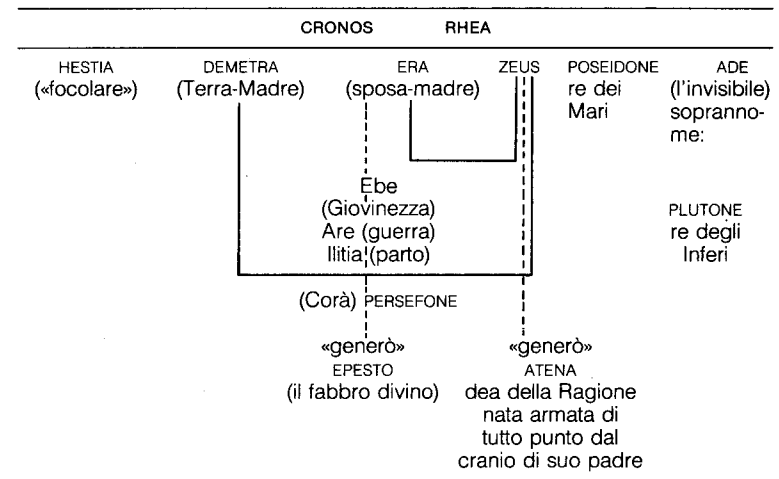 CRONOS RHEA
HESTIA DEMETRA ERA ZEUS POSEIDONE ADE
(«focolare») (Terra-Madre) (sposa-madre) re dei (l'invisibile)
Mari sopranno-
me:
Ebe
(Giovinezza) PLUTONE
Are (guerra) re degli
Ilitia (parto) Inferi
(Corà) PERSEFONE
«generò» «generò»
EPESTO ATENA
(il fabbro divino) dea della Ragione
nata armata di
tutto punto dal
cranio di suo padre